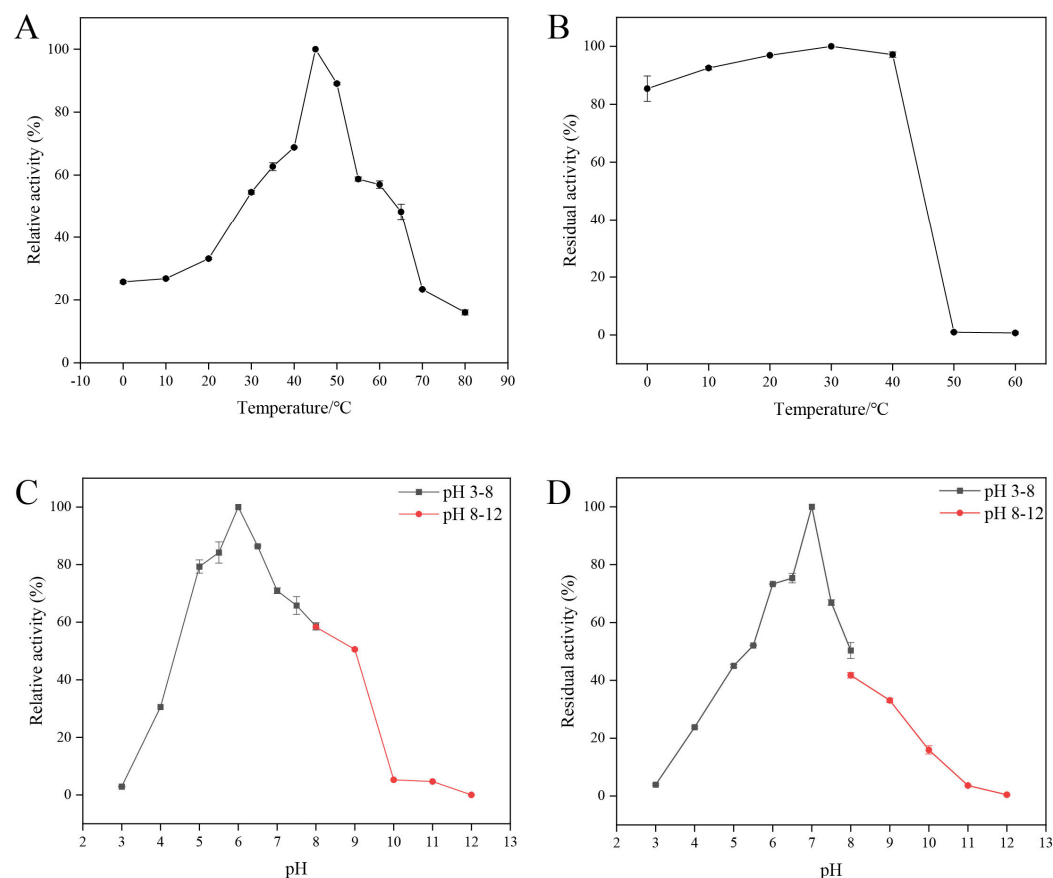 A
Relative activity (%)
100
80
60
40
20
0
-10 0 10 20 30 40 50 60 70 80 90
Temperature/°C
B
Residual activity (%)
100
80
60
40
20
0
0 10 20 30 40 50 60
Temperature/°C
C
pH 3-8
pH 8-12
Relative activity (%)
100
80
60
40
20
0
2 3 4 5 6 7 8 9 10 11 12 13
pH
D
pH 3-8
pH 8-12
Residual activity (%)
100
80
60
40
20
0
2 3 4 5 6 7 8 9 10 11 12 13
pH